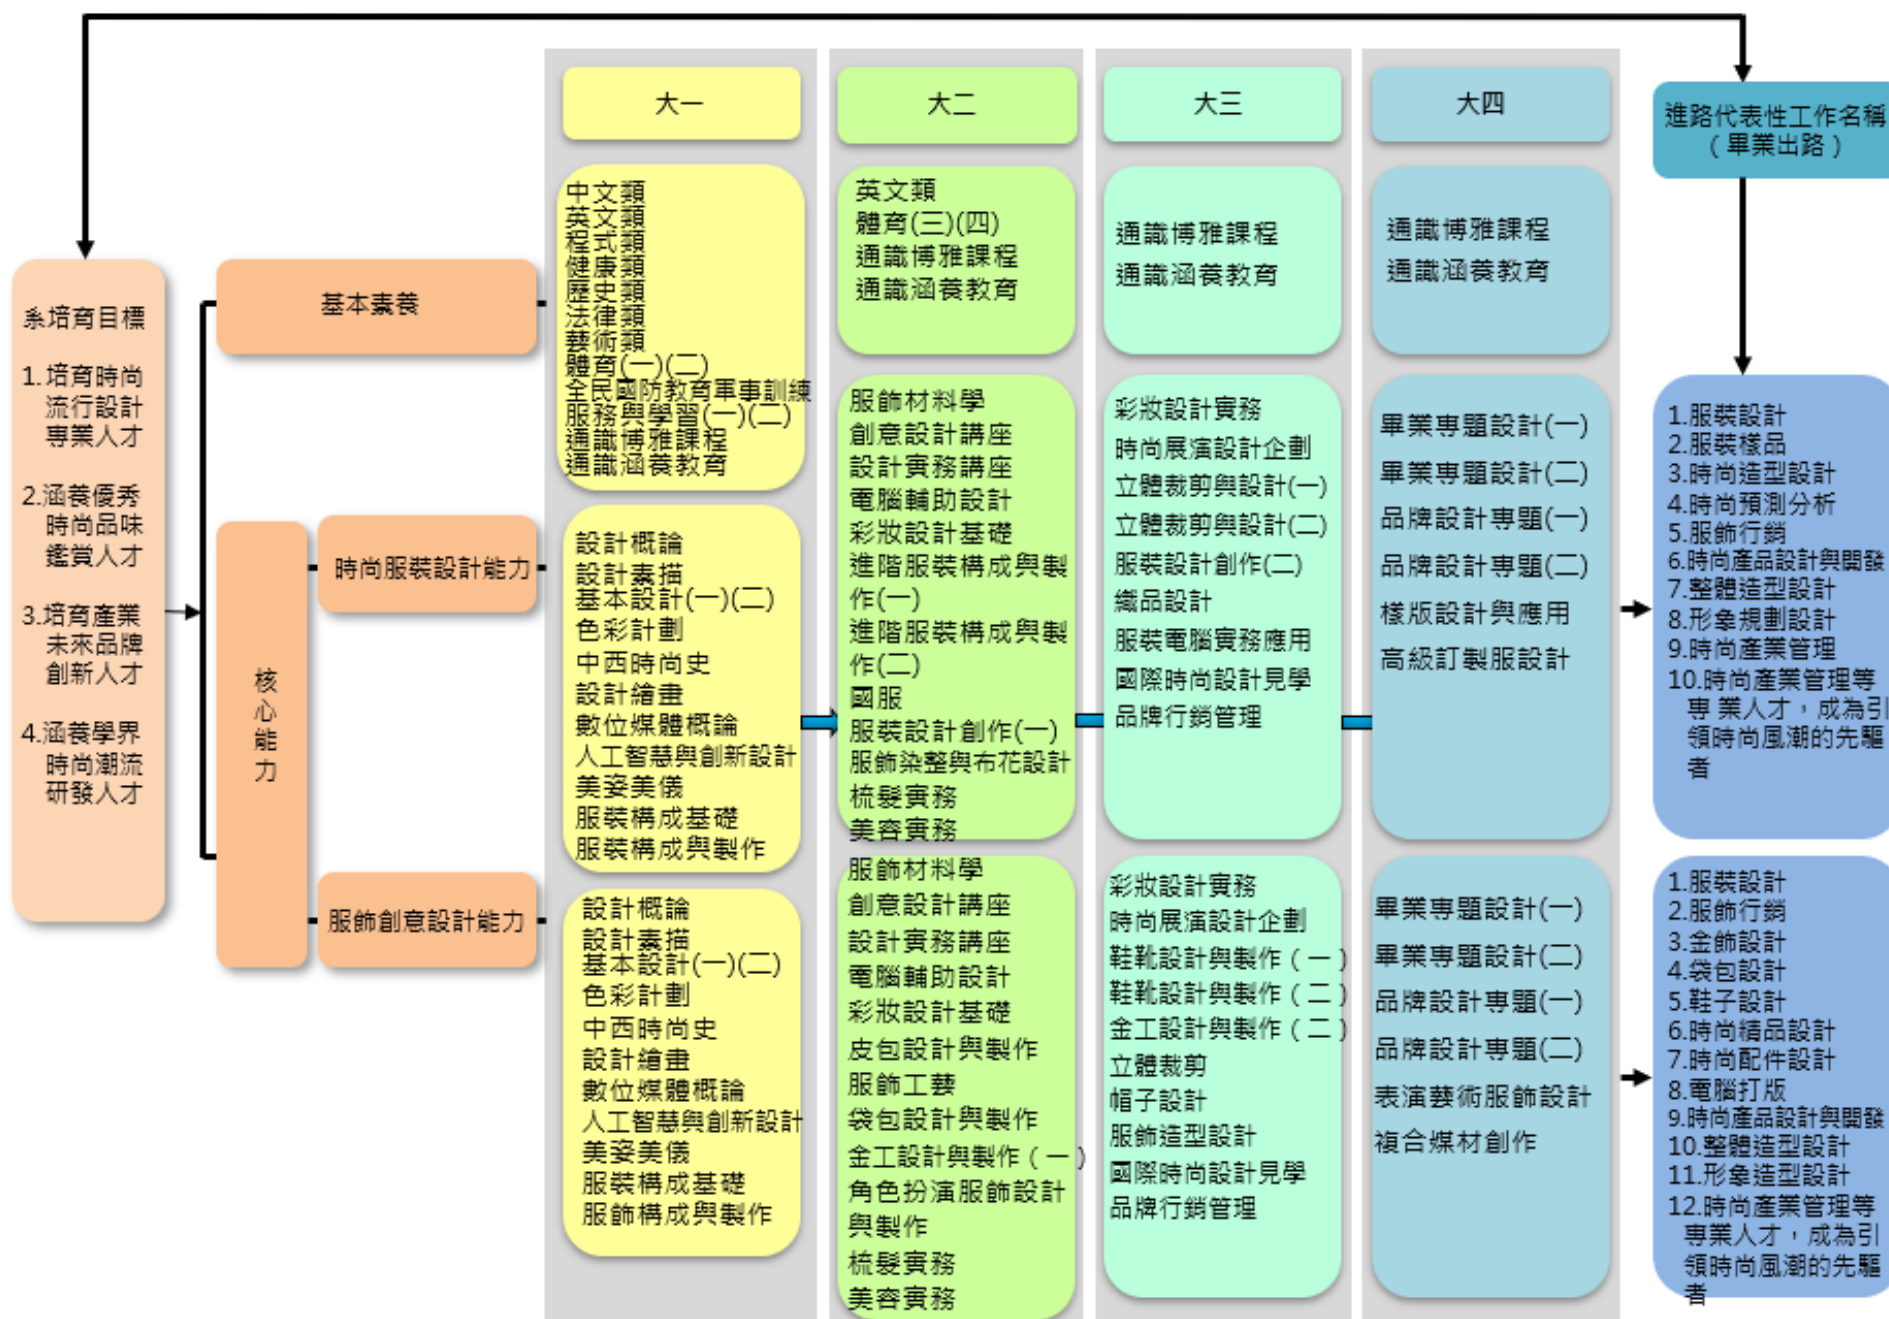 大一
大二
大三
大四
進路代表性工作名稱
(畢業出路)
系培育目標
1.培育時尚
流行設計
專業人才
2.涵養優秀
時尚品味
鑑賞人才
3.培育產業
未來品牌
創新人才
4.涵養學界
時尚潮流
研發人才
基本素養
中文類
英文類
程式類
健康類
歷史類
法律類
藝術類
體育(一)(二)
全民國防教育軍事訓練
服務與學習(一)(二)
通識博雅課程
通識涵養教育
英文類
體育(三)(四)
通識博雅課程
通識涵養教育
通識博雅課程
通識涵養教育
通識博雅課程
通識涵養教育
核心能力
時尚服裝設計能力
設計概論
設計素描
基本設計(一)(二)
色彩計劃
中西時尚史
設計繪畫
數位媒體概論
人工智慧與創新設計
美姿美儀
服裝構成基礎
服裝構成與製作
服飾材料學
創意設計講座
設計實務講座
電腦輔助設計
彩妝設計基礎
進階服裝構成與製
作(一)
進階服裝構成與製
作(二)
國服
服裝設計創作(一)
服飾染整與布花設計
梳髮實務
美容實務
彩妝設計實務
時尚展演設計企劃
立體裁剪與設計(一)
立體裁剪與設計(二)
服裝設計創作(二)
織品設計
服裝電腦實務應用
國際時尚設計見學
品牌行銷管理
畢業專題設計(一)
畢業專題設計(二)
品牌設計專題(一)
品牌設計專題(二)
樣版設計與應用
高級訂製服設計
1.服裝設計
2.服裝樣品
3.時尚造型設計
4.時尚預測分析
5.服飾行銷
6.時尚產品設計與開發
7.整體造型設計
8.形象規劃設計
9.時尚產業管理
10.時尚產業管理等
專 業人才，成為引
領時尚風潮的先驅
者
服飾創意設計能力
設計概論
設計素描
基本設計(一)(二)
色彩計劃
中西時尚史
設計繪畫
數位媒體概論
人工智慧與創新設計
美姿美儀
服裝構成基礎
服飾構成與製作
服飾材料學
創意設計講座
設計實務講座
電腦輔助設計
彩妝設計基礎
皮包設計與製作
服飾工藝
袋包設計與製作
金工設計與製作(一)
角色扮演服飾設計
與製作
梳髮實務
美容實務
彩妝設計實務
時尚展演設計企劃
鞋靴設計與製作(一)
鞋靴設計與製作(二)
金工設計與製作(二)
立體裁剪
帽子設計
服飾造型設計
國際時尚設計見學
品牌行銷管理
畢業專題設計(一)
畢業專題設計(二)
品牌設計專題(一)
品牌設計專題(二)
表演藝術服飾設計
複合媒材創作
1.服裝設計
2.服飾行銷
3.金飾設計
4.袋包設計
5.鞋子設計
6.時尚精品設計
7.時尚配件設計
8.電腦打版
9.時尚產品設計與開發
10.整體造型設計
11.形象造型設計
12.時尚產業管理等
專業人才，成為引
領時尚風潮的先驅
者